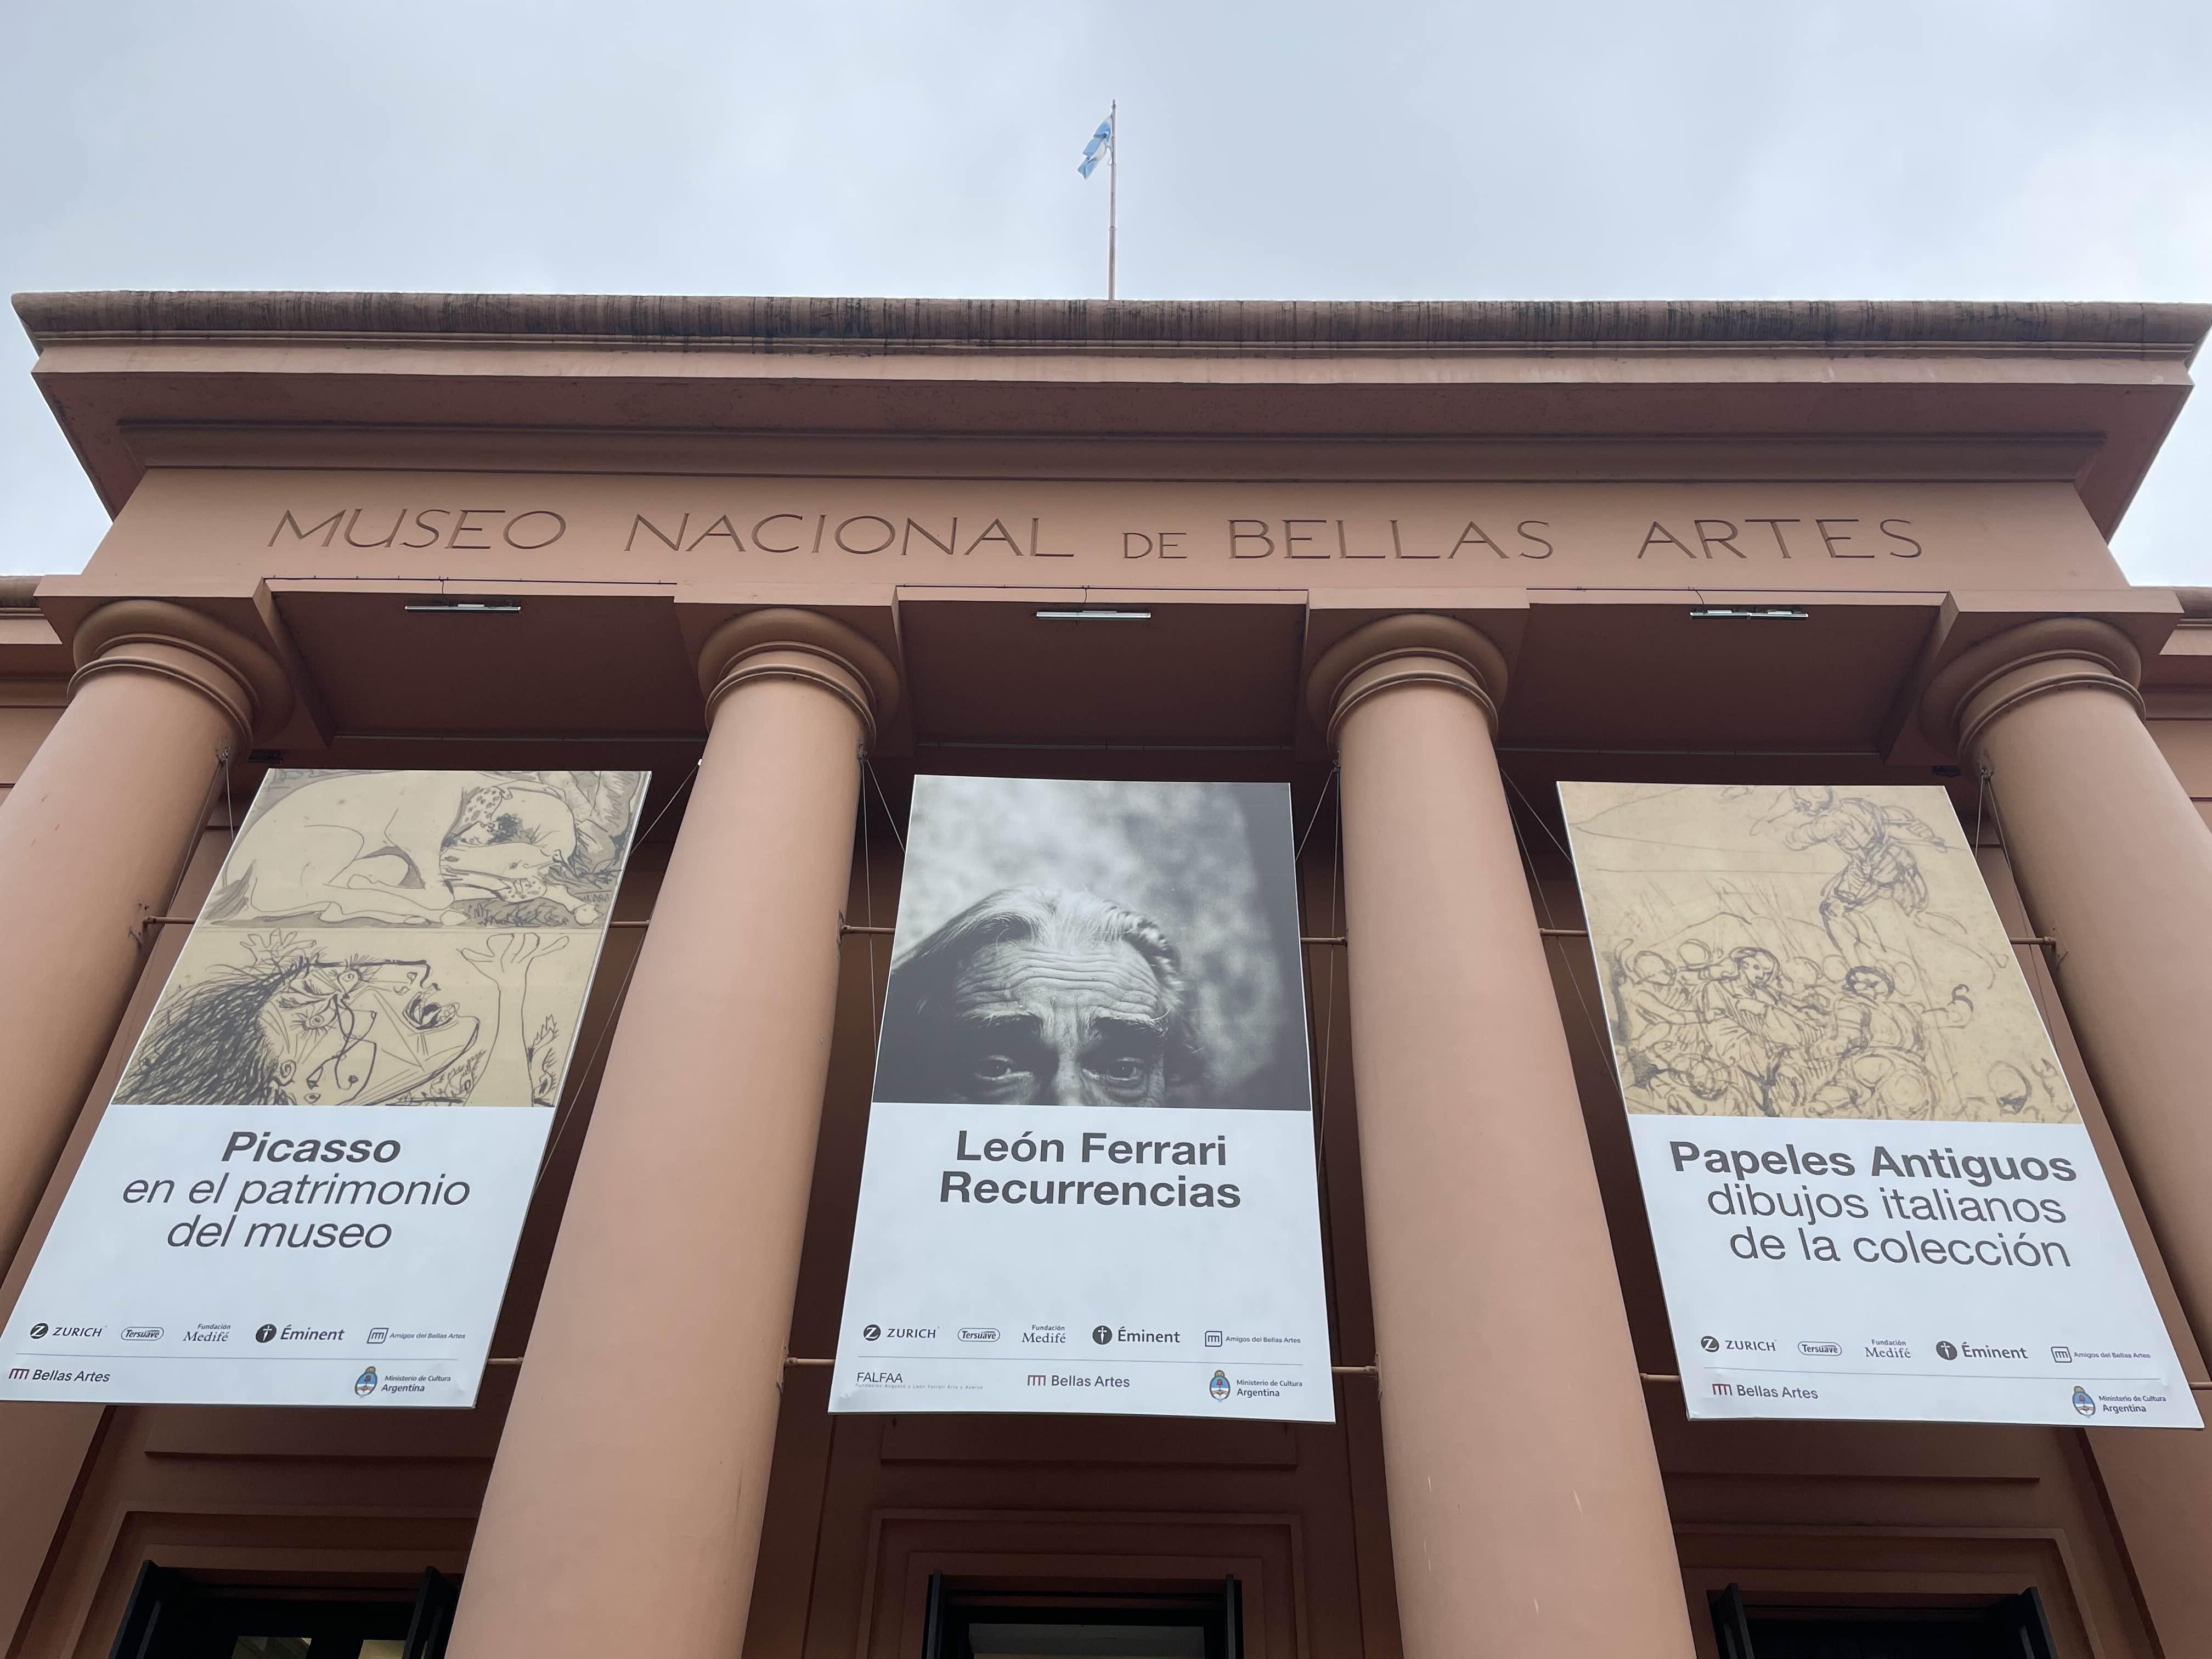 MUSEO NACIONAL DE BELLAS ARTES
Picasso
en el patrimonio
del museo
ZURICH Tersuave Fundación Medifé Éminent Amigos del Bellas Artes
Bellas Artes Ministerio de Cultura Argentina
León Ferrari
Recurrencias
ZURICH Tersuave Fundación Medifé Éminent Amigos del Bellas Artes
FALFAA Bellas Artes Ministerio de Cultura Argentina
Papeles Antiguos
dibujos italianos
de la colección
ZURICH Tersuave Fundación Medifé Éminent Amigos del Bellas Artes
Bellas Artes Ministerio de Cultura Argentina